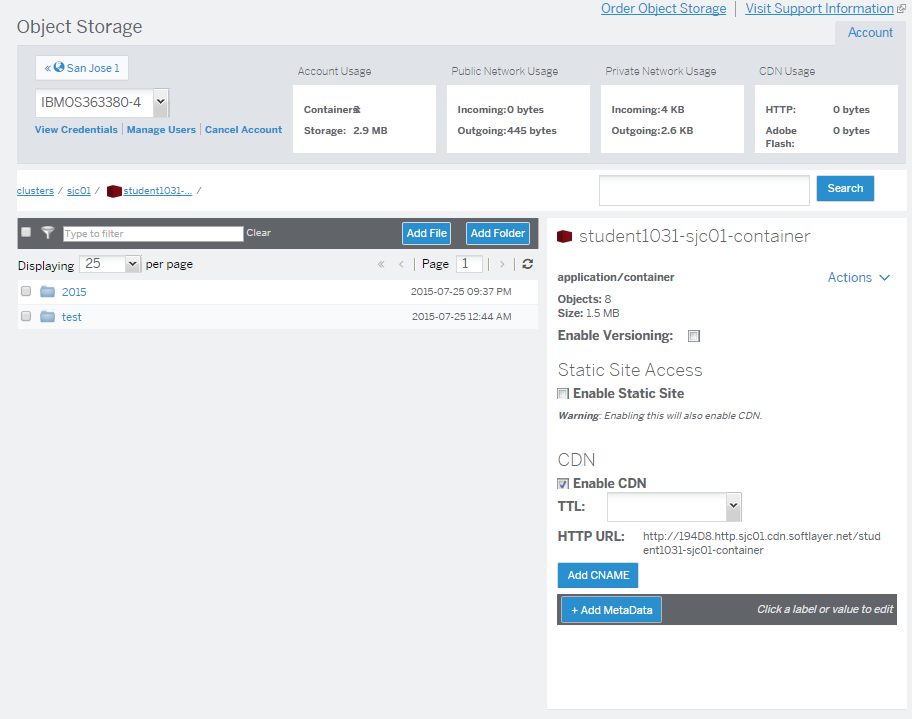 Order Object Storage
Visit Support Information
Object Storage
Account
« San Jose 1
IBMOS363380-4
View Credentials
Manage Users
Cancel Account
Account Usage
Containers:
Storage: 2.9 MB
Public Network Usage
Incoming: 0 bytes
Outgoing: 445 bytes
Private Network Usage
Incoming: 4 KB
Outgoing: 2.6 KB
CDN Usage
HTTP: 0 bytes
Adobe Flash: 0 bytes
clusters / sjc01 / student1031-... /
Search
Type to filter
Clear
Add File
Add Folder
Displaying 25 per page
« ‹ Page 1 ›
2015 2015-07-25 09:37 PM
test 2015-07-25 12:44 AM
student1031-sjc01-container
application/container
Actions
Objects: 8
Size: 1.5 MB
Enable Versioning:
Static Site Access
Enable Static Site
Warning: Enabling this will also enable CDN.
CDN
Enable CDN
TTL:
HTTP URL: http://194D8.http.sjc01.cdn.softlayer.net/stud
ent1031-sjc01-container
Add CNAME
+ Add MetaData
Click a label or value to edit